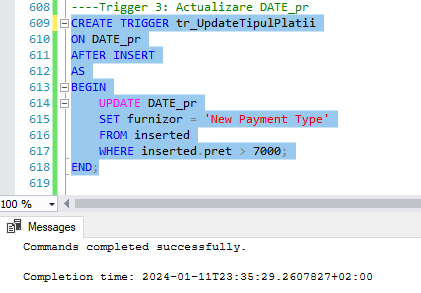 608 ----Trigger 3: Actualizare DATE_pr
609 CREATE TRIGGER tr_UpdateTipulPlatii
610 ON DATE_pr
611 AFTER INSERT
612 AS
613 BEGIN
614 UPDATE DATE_pr
615 SET furnizor = 'New Payment Type'
616 FROM inserted
617 WHERE inserted.pret > 7000;
618 END;
619
100 %
Messages
Commands completed successfully.
Completion time: 2024-01-11T23:35:29.2607827+02:00